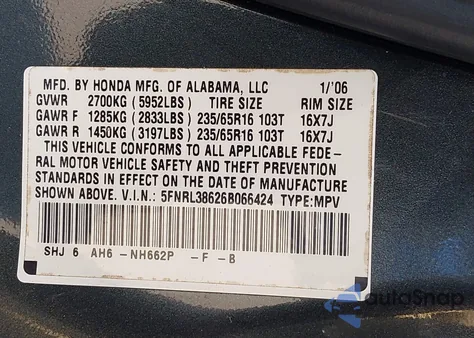 MFD. BY HONDA MFG. OF ALABAMA, LLC 1/'06
GVWR 2700KG (5952LBS) TIRE SIZE RIM SIZE
GAWR F 1285KG (2833LBS) 235/65R16 103T 16X7J
GAWR R 1450KG (3197LBS) 235/65R16 103T 16X7J
THIS VEHICLE CONFORMS TO ALL APPLICABLE FEDE-
RAL MOTOR VEHICLE SAFETY AND THEFT PREVENTION
STANDARDS IN EFFECT ON THE DATE OF MANUFACTURE
SHOWN ABOVE. V.I.N.: 5FNRL38626B066424 TYPE:MPV
SHJ 6 AH6 -NH662P -F -B
autoSnap